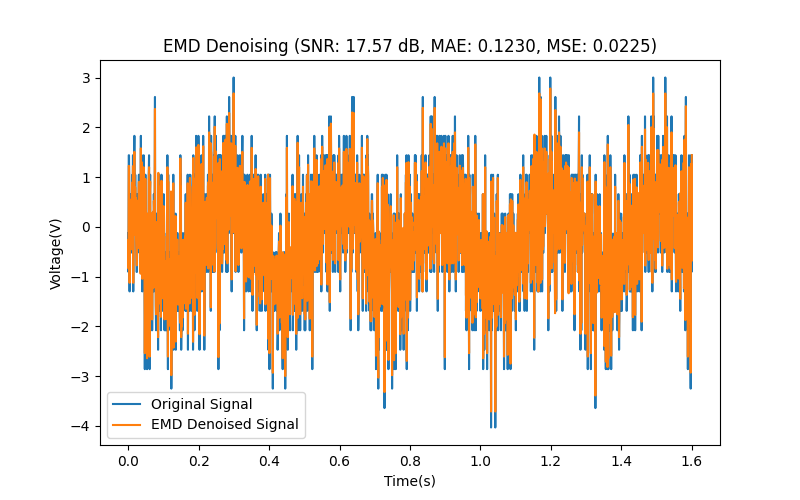 EMD Denoising (SNR: 17.57 dB, MAE: 0.1230, MSE: 0.0225)
3
2
1
0
−1
−2
−3
−4
Voltage(V)
Original Signal
EMD Denoised Signal
0.0 0.2 0.4 0.6 0.8 1.0 1.2 1.4 1.6
Time(s)